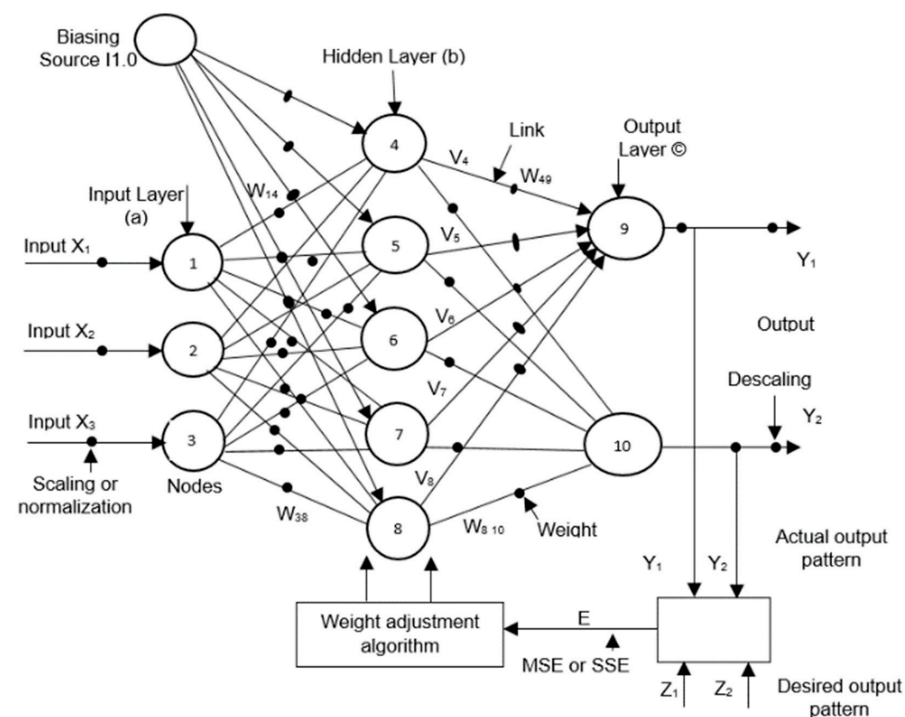 Biasing
Source I1.0
Hidden Layer (b)
Link
Output
Layer ©
Input Layer
(a)
W₁₄
V₄
W₄₉
4
Input X₁
1
5
V₅
9
Y₁
Input X₂
2
6
V₆
Output
V₇
Descaling
Input X₃
3
7
10
Y₂
Scaling or
normalization
Nodes
V₈
W₃₈
8
W₈ ₁₀
Weight
Actual output
pattern
Y₁
Y₂
Weight adjustment
algorithm
E
MSE or SSE
Z₁
Z₂
Desired output
pattern